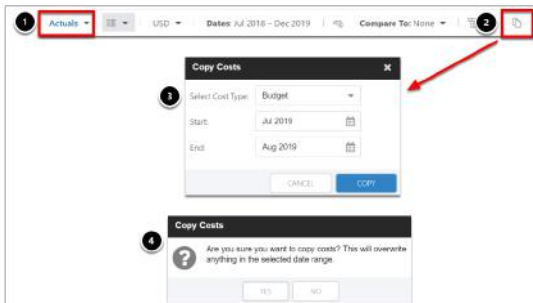 1 Actuals USD Dates: Jul 2018 - Dec 2019 Compare To: None 2
Copy Costs
3 Select Cost Type: Budget
Start: Jul 2019
End: Aug 2019
CANCEL COPY
Copy Costs
4 Are you sure you want to copy costs? This will overwrite
anything in the selected date range.
YES NO